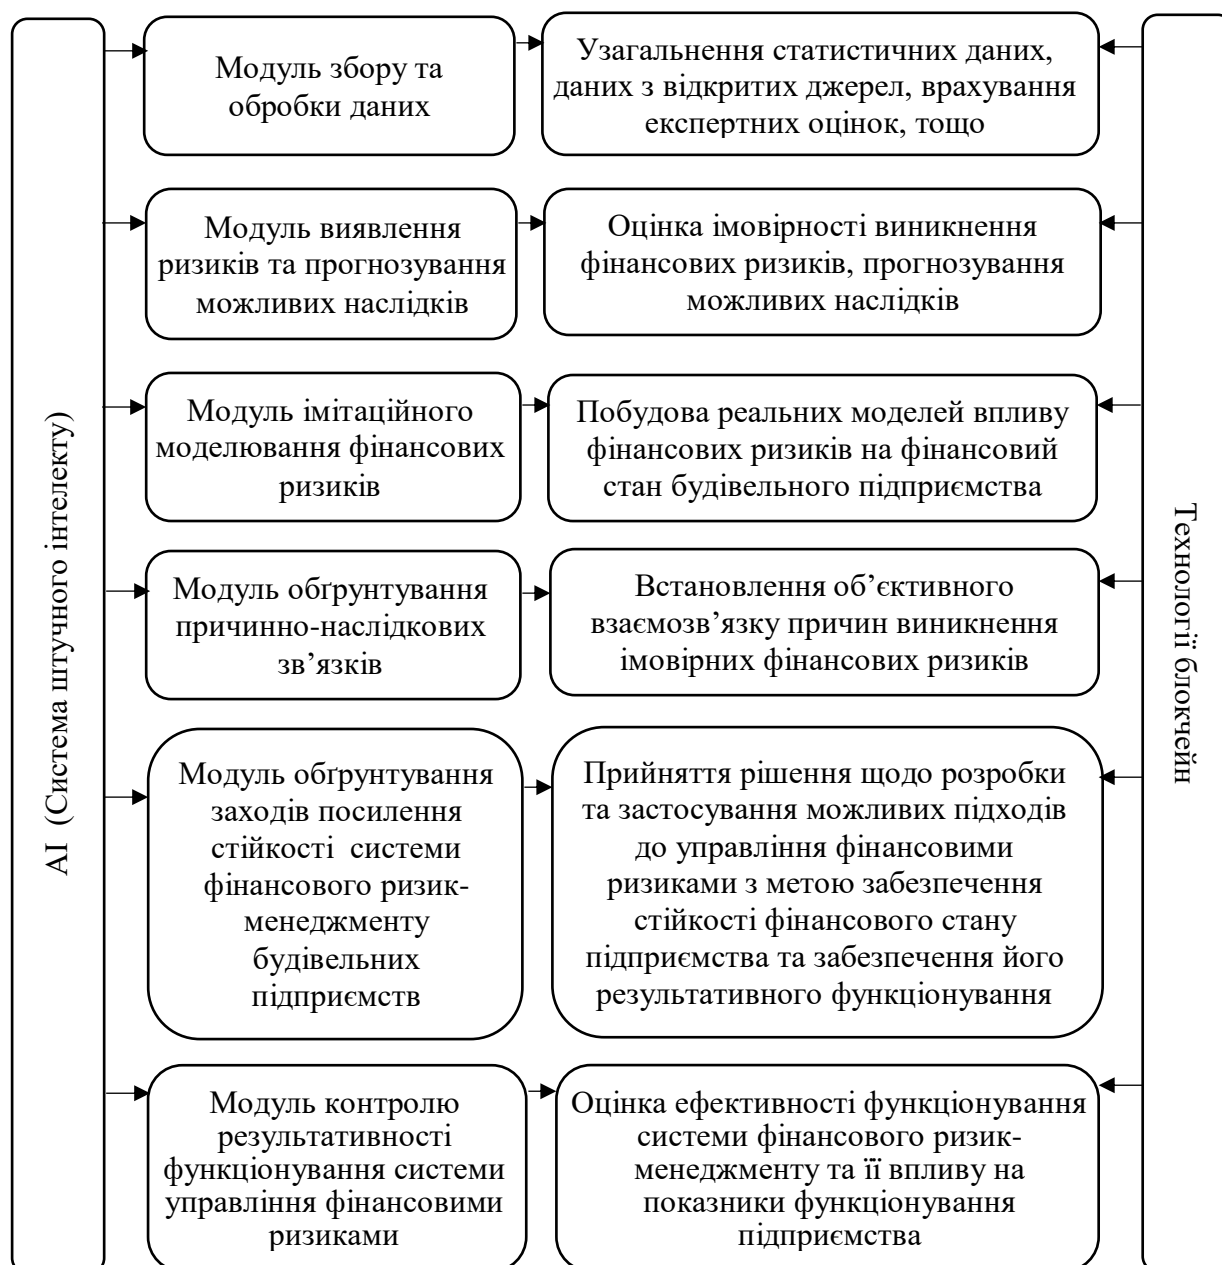 AI (Система штучного інтелекту)
Модуль збору та
обробки даних
Узагальнення статистичних даних,
даних з відкритих джерел, врахування
експертних оцінок, тощо
Модуль виявлення
ризиків та прогнозування
можливих наслідків
Оцінка імовірності виникнення
фінансових ризиків, прогнозування
можливих наслідків
Модуль імітаційного
моделювання фінансових
ризиків
Побудова реальних моделей впливу
фінансових ризиків на фінансовий
стан будівельного підприємства
Модуль обґрунтування
причинно-наслідкових
зв’язків
Встановлення об’єктивного
взаємозв’язку причин виникнення
імовірних фінансових ризиків
Модуль обґрунтування
заходів посилення
стійкості системи
фінансового ризик-
менеджменту
будівельних
підприємств
Прийняття рішення щодо розробки
та застосування можливих підходів
до управління фінансовими
ризиками з метою забезпечення
стійкості фінансового стану
підприємства та забезпечення його
результативного функціонування
Модуль контролю
результативності
функціонування системи
управління фінансовими
ризиками
Оцінка ефективності функціонування
системи фінансового ризик-
менеджменту та її впливу на
показники функціонування
підприємства
Технології блокчейн